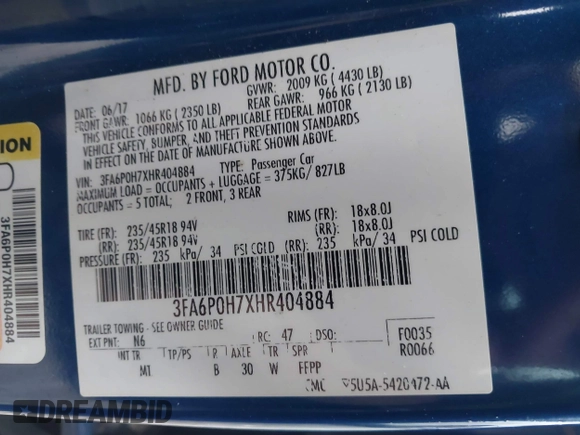 MFD. BY FORD MOTOR CO.
DATE: 06/17 GVWR: 2009 KG ( 4430 LB)
FRONT GAWR: 1066 KG ( 2350 LB) REAR GAWR: 966 KG ( 2130 LB)
THIS VEHICLE CONFORMS TO ALL APPLICABLE FEDERAL MOTOR
VEHICLE SAFETY, BUMPER, AND THEFT PREVENTION STANDARDS
IN EFFECT ON THE DATE OF MANUFACTURE SHOWN ABOVE.
VIN: 3FA6P0H7XHR404884 TYPE: Passenger Car
MAXIMUM LOAD = OCCUPANTS + LUGGAGE = 375KG/ 827LB
OCCUPANTS = 5 TOTAL; 2 FRONT, 3 REAR
TIRE (FR): 235/45R18 94V RIMS (FR): 18x8.0J
(RR): 235/45R18 94V (RR): 18x8.0J
PRESSURE (FR): 235 kPa/ 34 PSI COLD (RR): 235 kPa/ 34 PSI COLD
3FA6P0H7XHR404884
TRAILER TOWING - SEE OWNER GUIDE
EXT PNT: N6 RC: 47 DSO: F0035
R0066
INT TR TP/PS R AXLE TR SPR
MT B 30 W FFPP
5U5A-5420472-AA
ION
3FA6P0H7XHR404884
DREAMBID